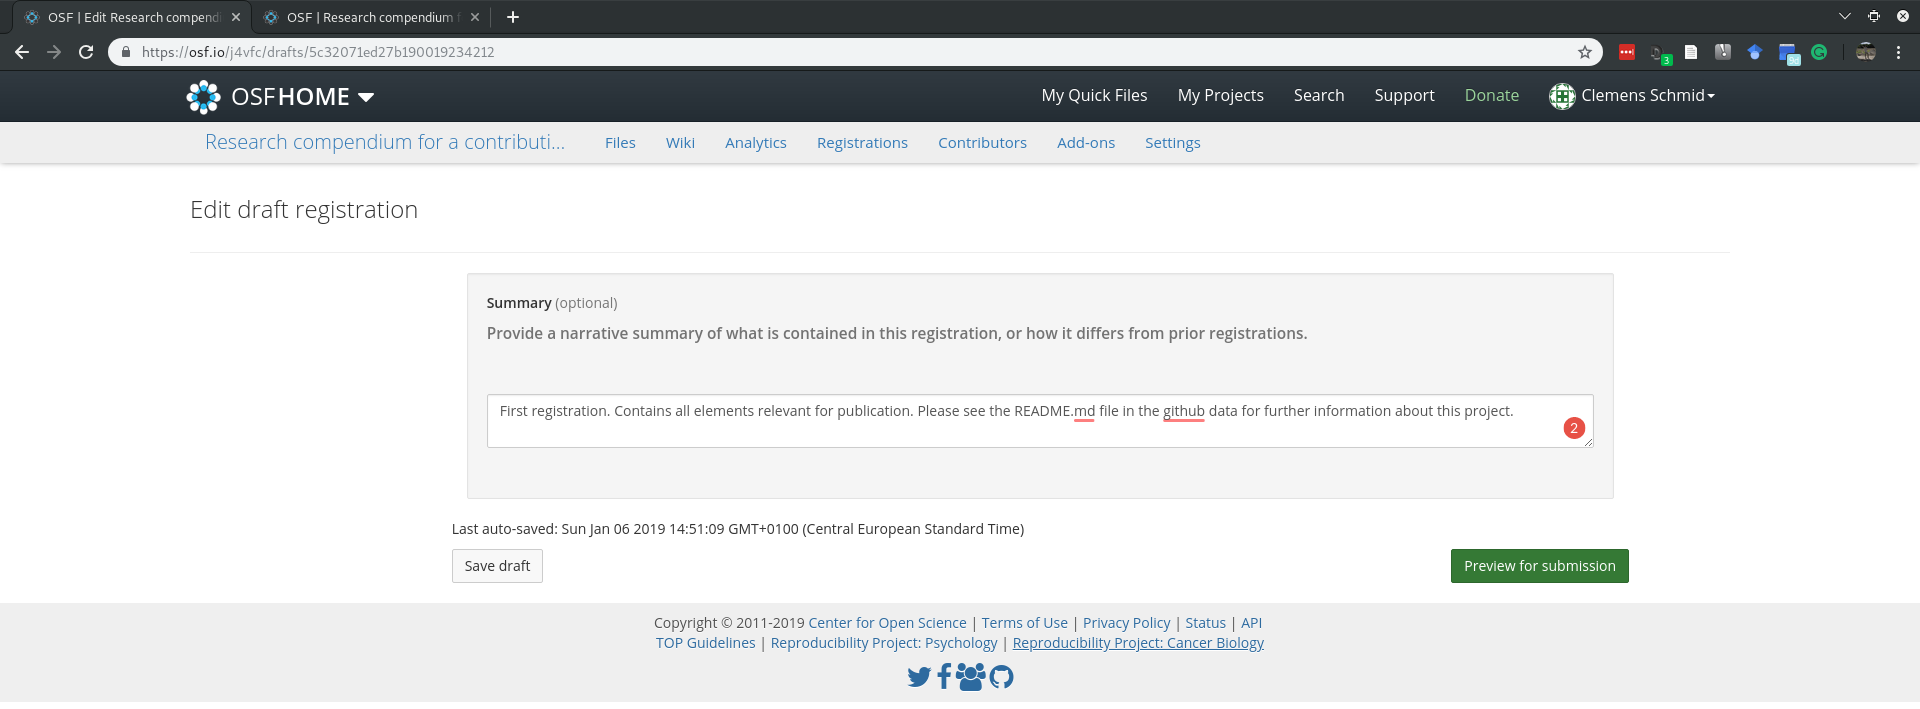 OSF | Edit Research compendi
OSF | Research compendium f
https://osf.io/j4vfc/drafts/5c32071ed27b190019234212
3
OSFHOME
My Quick Files
My Projects
Search
Support
Donate
Clemens Schmid
Research compendium for a contributi...
Files
Wiki
Analytics
Registrations
Contributors
Add-ons
Settings
Edit draft registration
Summary (optional)
Provide a narrative summary of what is contained in this registration, or how it differs from prior registrations.
First registration. Contains all elements relevant for publication. Please see the README.md file in the github data for further information about this project.
2
Last auto-saved: Sun Jan 06 2019 14:51:09 GMT+0100 (Central European Standard Time)
Save draft
Preview for submission
Copyright © 2011-2019 Center for Open Science | Terms of Use | Privacy Policy | Status | API
TOP Guidelines | Reproducibility Project: Psychology | Reproducibility Project: Cancer Biology